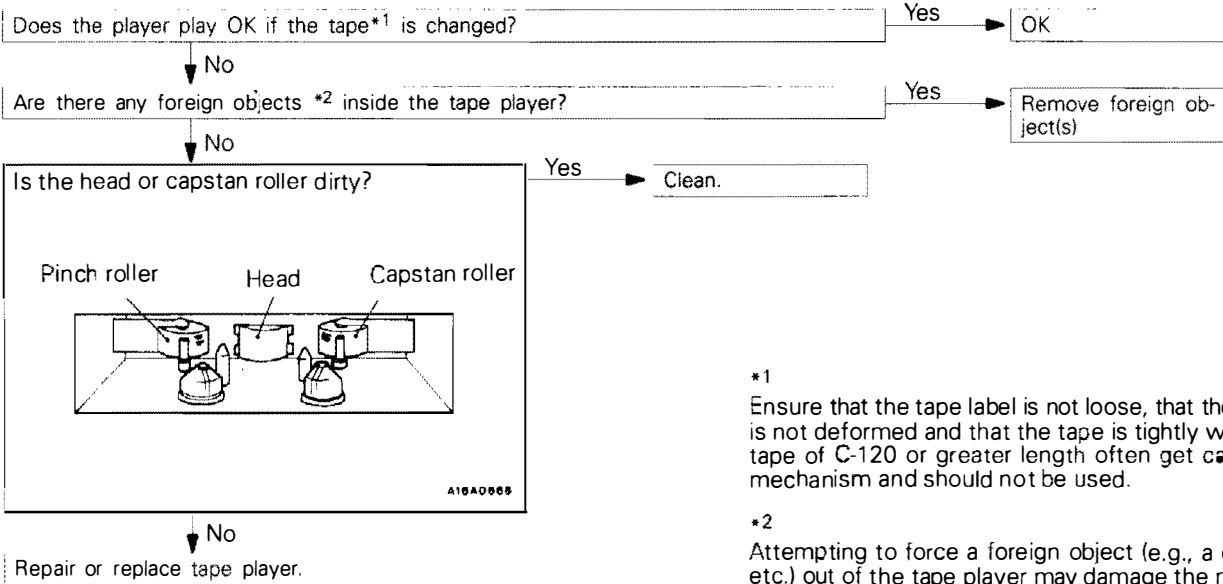 Does the player play OK if the tape*1 is changed?
Yes
OK
No
Are there any foreign objects *2 inside the tape player?
Yes
Remove foreign ob-
ject(s)
No
Is the head or capstan roller dirty?
Yes
Clean.
Pinch roller
Head
Capstan roller
A16A0565
No
Repair or replace tape player.
*1
Ensure that the tape label is not loose, that the
is not deformed and that the tape is tightly
tape of C-120 or greater length often get
mechanism and should not be used.
*2
Attempting to force a foreign object (e.g., a
etc.) out of the tape player may damage the